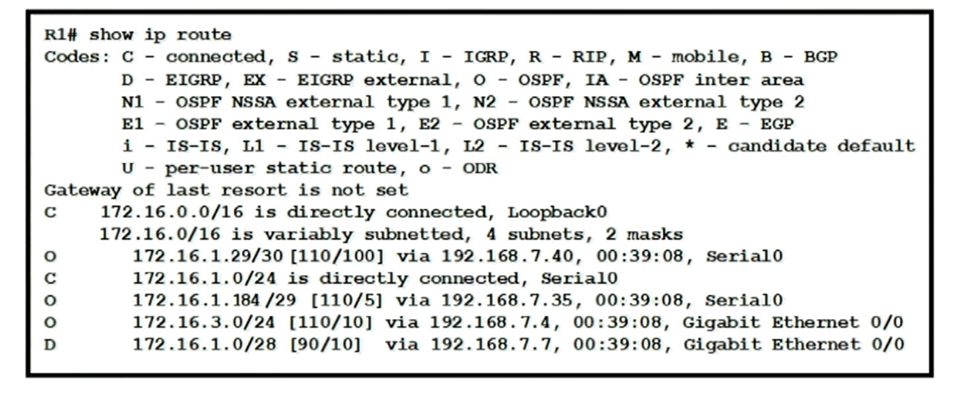 R1# show ip route
Codes: C - connected, S - static, I - IGRP, R - RIP, M - mobile, B - BGP
D - EIGRP, EX - EIGRP external, O - OSPF, IA - OSPF inter area
N1 - OSPF NSSA external type 1, N2 - OSPF NSSA external type 2
E1 - OSPF external type 1, E2 - OSPF external type 2, E - EGP
i - IS-IS, L1 - IS-IS level-1, L2 - IS-IS level-2, * - candidate default
U - per-user static route, o - ODR
Gateway of last resort is not set
C 172.16.0.0/16 is directly connected, Loopback0
172.16.0/16 is variably subnetted, 4 subnets, 2 masks
O 172.16.1.29/30 [110/100] via 192.168.7.40, 00:39:08, Serial0
C 172.16.1.0/24 is directly connected, Serial0
O 172.16.1.184/29 [110/5] via 192.168.7.35, 00:39:08, Serial0
O 172.16.3.0/24 [110/10] via 192.168.7.4, 00:39:08, Gigabit Ethernet 0/0
D 172.16.1.0/28 [90/10] via 192.168.7.7, 00:39:08, Gigabit Ethernet 0/0